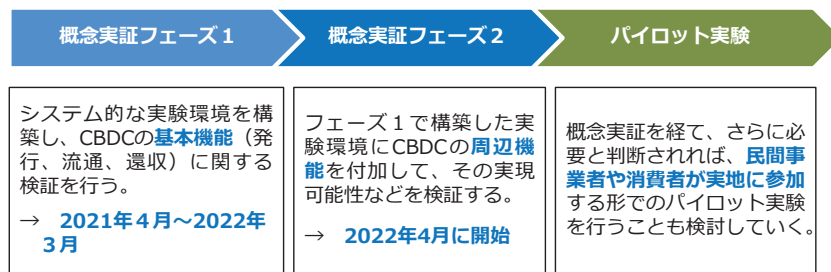 概念実証フェーズ1
概念実証フェーズ2
パイロット実験
システム的な実験環境を構
築し、CBDCの基本機能（発
行、流通、還収）に関する
検証を行う。
→ 2021年４月～2022年
３月
フェーズ１で構築した実
験環境にCBDCの周辺機
能を付加して、その実現
可能性などを検証する。
→ 2022年4月に開始
概念実証を経て、さらに必
要と判断されれば、民間事
業者や消費者が実地に参加
する形でのパイロット実験
を行うことも検討していく。